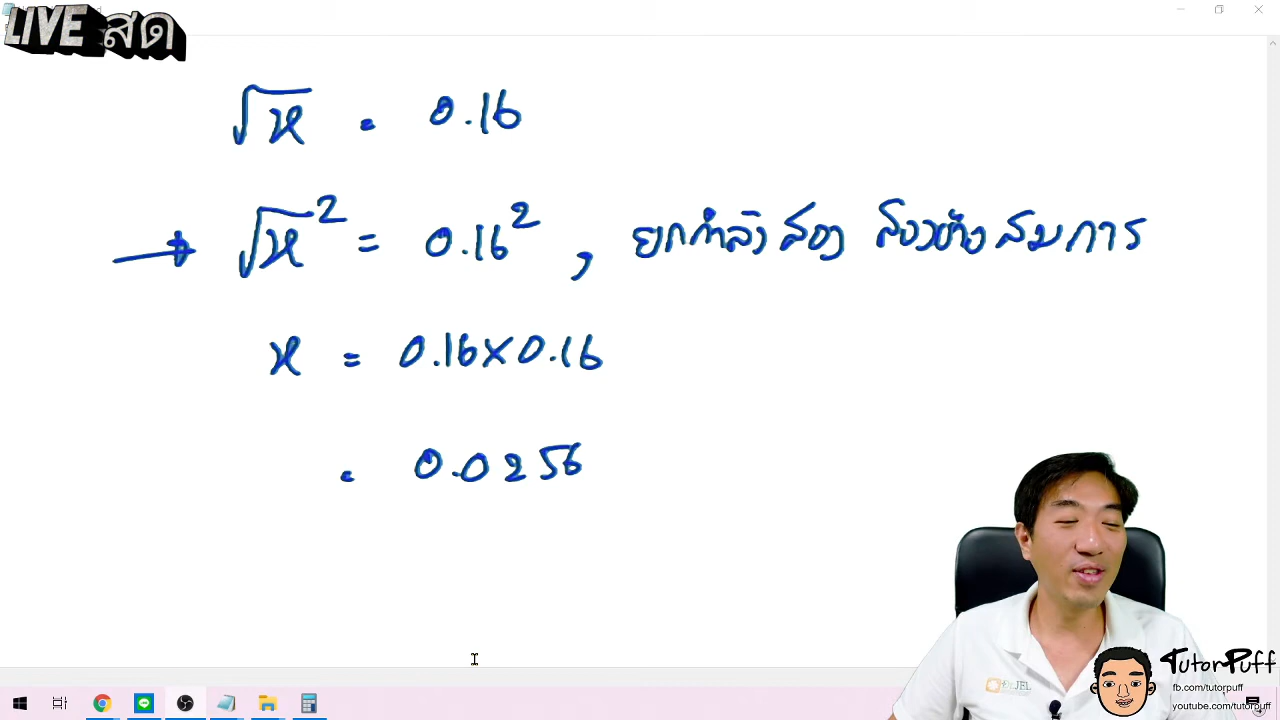 LIVE สด
√x = 0.16
→ √x² = 0.16² , ยกกำลังสอง สองข้างสมการ
x = 0.16×0.16
= 0.0256
JEL
TutorPuff
fb.com/tutorpuff
youtube.com/tutorpuff